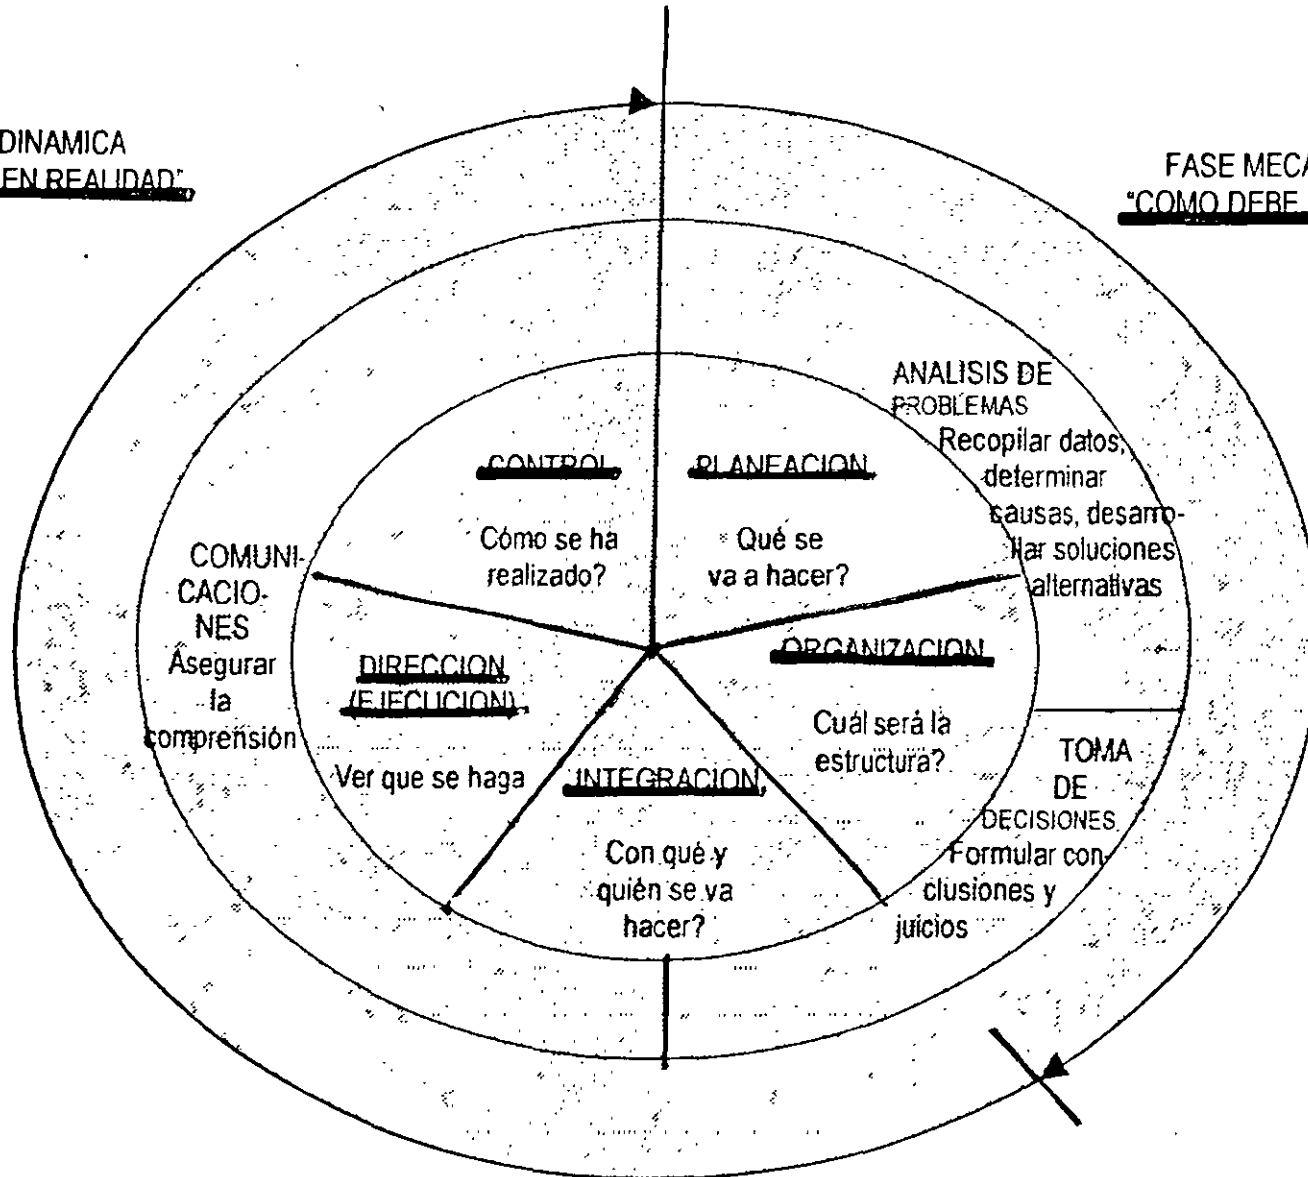 DINAMICA
EN REALIDAD"
FASE MECA
"COMO DEBE
ANALISIS DE
PROBLEMAS
Recopilar datos,
determinar
causas, desarro-
llar soluciones
alternativas
CONTROL
Cómo se ha
realizado?
PLANEACION
Qué se
va a hacer?
COMUNI-
CACIO-
NES
Asegurar
la
comprensión
DIRECCION
(EJECUCION)
Ver que se haga
ORGANIZACION
Cuál será la
estructura?
INTEGRACION
Con qué y
quién se va
hacer?
TOMA
DE
DECISIONES
Formular con-
clusiones y
juicios